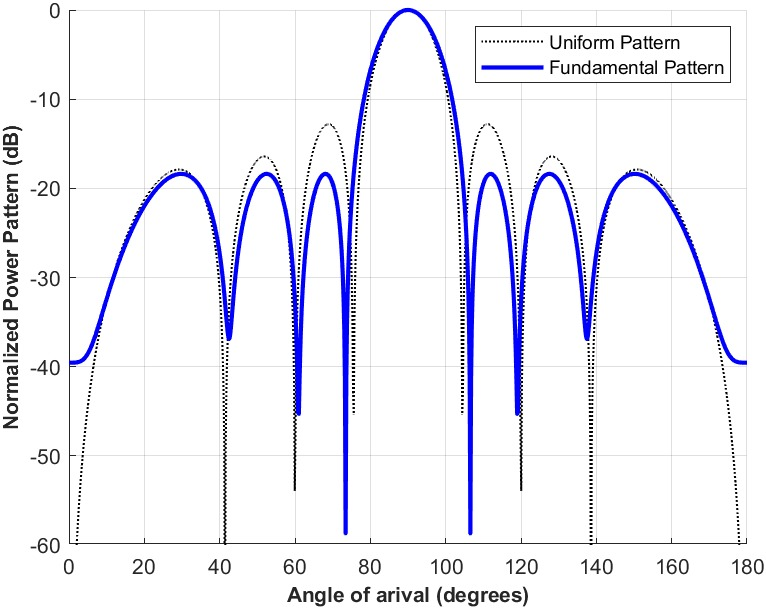 Normalized Power Pattern (dB)
0
-10
-20
-30
-40
-50
-60
Uniform Pattern
Fundamental Pattern
0 20 40 60 80 100 120 140 160 180
Angle of arival (degrees)